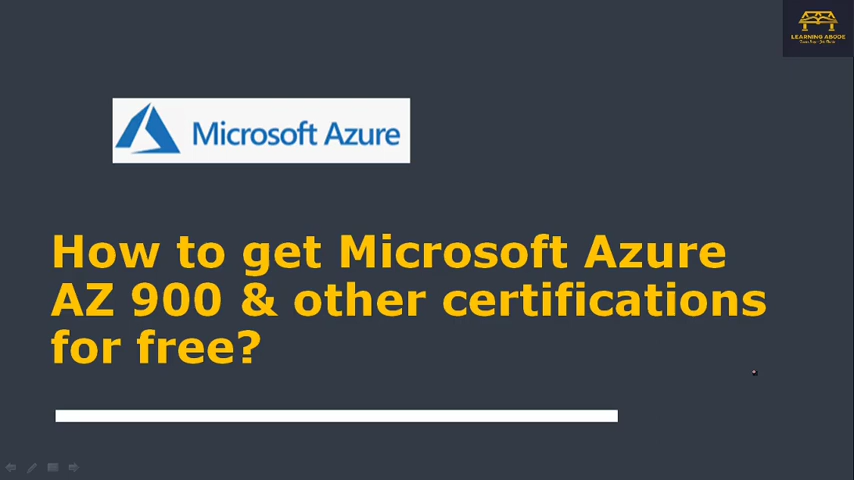 LEARNING ABODE
Microsoft Azure
How to get Microsoft Azure
AZ 900 & other certifications
for free?